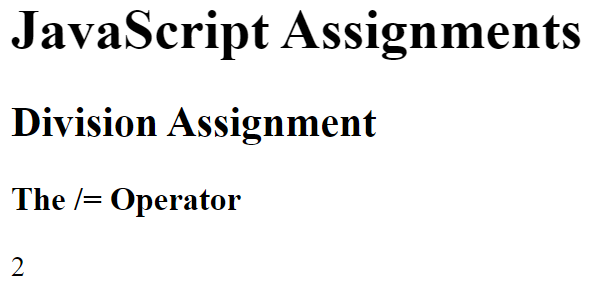 JavaScript Assignments
Division Assignment
The /= Operator
2